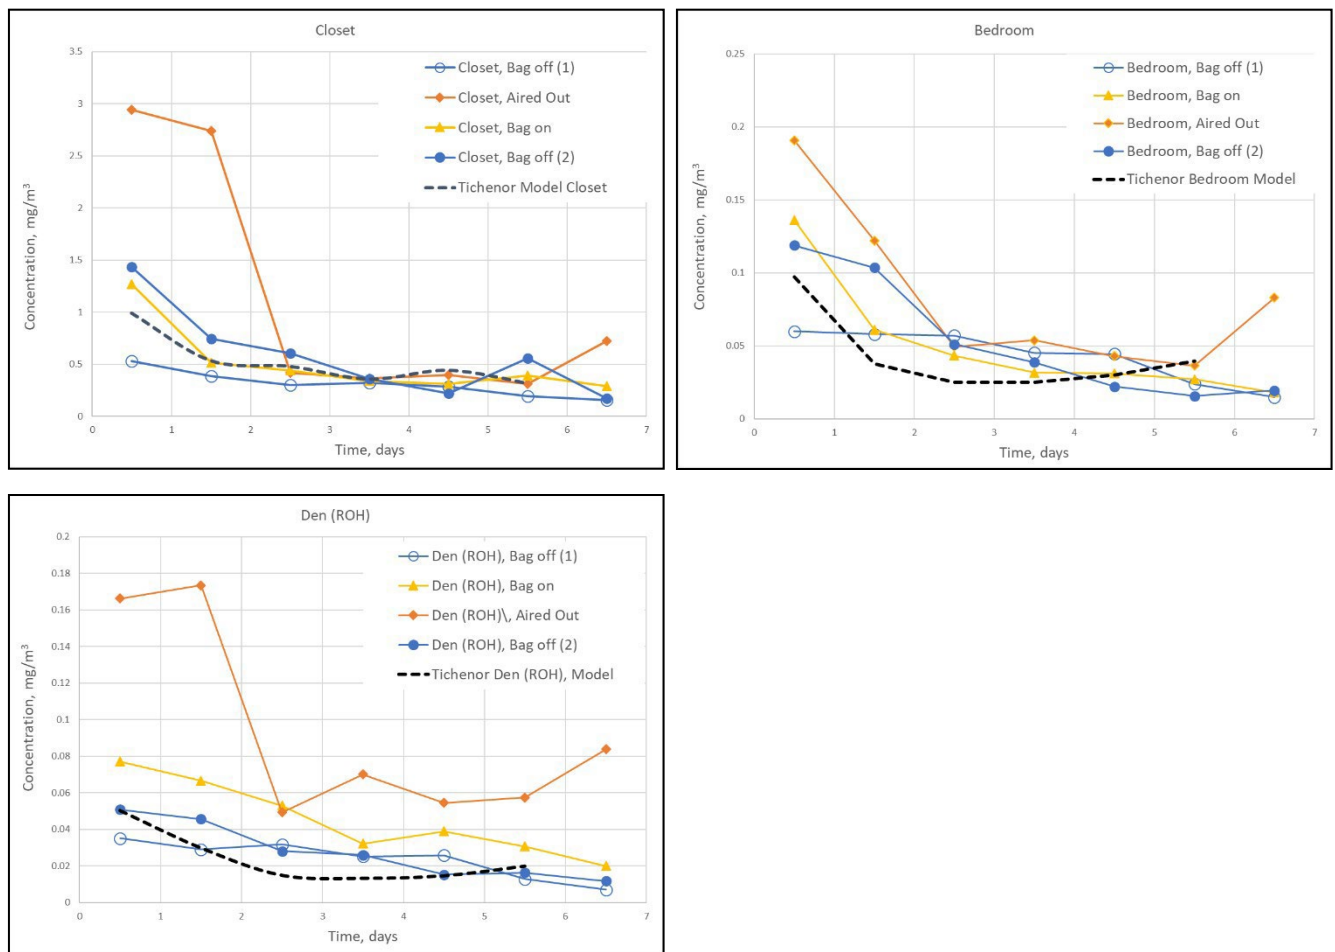 Closet
3.5
3
2.5
2
1.5
1
0.5
0
0 1 2 3 4 5 6 7
Concentration, mg/m³
Time, days
Closet, Bag off (1)
Closet, Aired Out
Closet, Bag on
Closet, Bag off (2)
Tichenor Model Closet
Bedroom
0.25
0.2
0.15
0.1
0.05
0
0 1 2 3 4 5 6 7
Concentration, mg/m³
Time, days
Bedroom, Bag off (1)
Bedroom, Bag on
Bedroom, Aired Out
Bedroom, Bag off (2)
Tichenor Bedroom Model
Den (ROH)
0.2
0.18
0.16
0.14
0.12
0.1
0.08
0.06
0.04
0.02
0
0 1 2 3 4 5 6 7
Concentration, mg/m³
Time, days
Den (ROH), Bag off (1)
Den (ROH), Bag on
Den (ROH)\, Aired Out
Den (ROH), Bag off (2)
Tichenor Den (ROH), Model